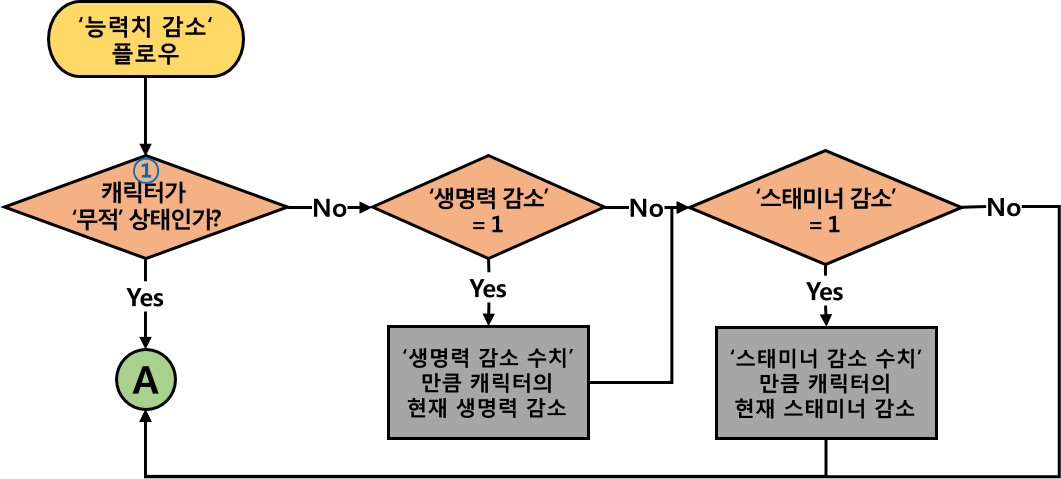 ‘능력치 감소‘
플로우
①
캐릭터가
‘무적’ 상태인가?
No
‘생명력 감소’
= 1
No
‘스태미너 감소’
= 1
No
Yes
Yes
Yes
A
‘생명력 감소 수치’
만큼 캐릭터의
현재 생명력 감소
‘스태미너 감소 수치’
만큼 캐릭터의
현재 스태미너 감소